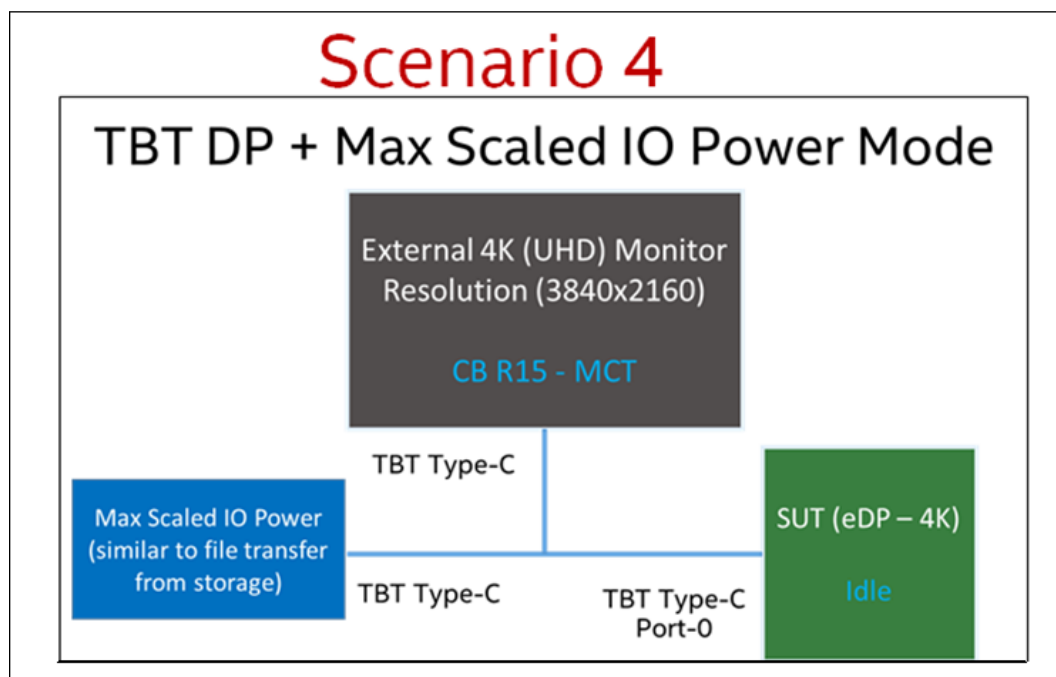 Scenario 4
TBT DP + Max Scaled IO Power Mode
External 4K (UHD) Monitor
Resolution (3840x2160)
CB R15 - MCT
TBT Type-C
Max Scaled IO Power
(similar to file transfer
from storage)
TBT Type-C
TBT Type-C
Port-0
SUT (eDP – 4K)
Idle